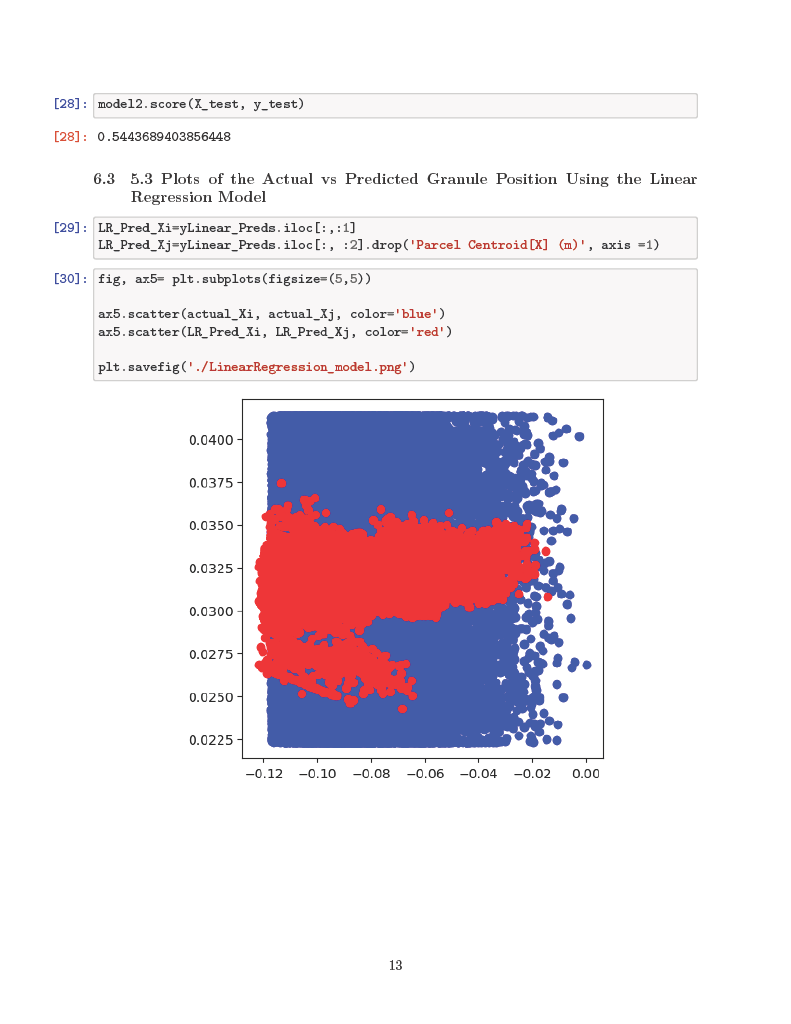 [28]: model2.score(X_test, y_test)
[28]: 0.5443689403856448
6.3 5.3 Plots of the Actual vs Predicted Granule Position Using the Linear
Regression Model
[29]: LR_Pred_Xi=yLinear_Preds.iloc[:,:1]
LR_Pred_Xj=yLinear_Preds.iloc[:, :2].drop('Parcel Centroid[X] (m)', axis =1)
[30]: fig, ax5= plt.subplots(figsize=(5,5))
ax5.scatter(actual_Xi, actual_Xj, color='blue')
ax5.scatter(LR_Pred_Xi, LR_Pred_Xj, color='red')
plt.savefig('./LinearRegression_model.png')
0.0400
0.0375
0.0350
0.0325
0.0300
0.0275
0.0250
0.0225
−0.12 −0.10 −0.08 −0.06 −0.04 −0.02 0.00
13